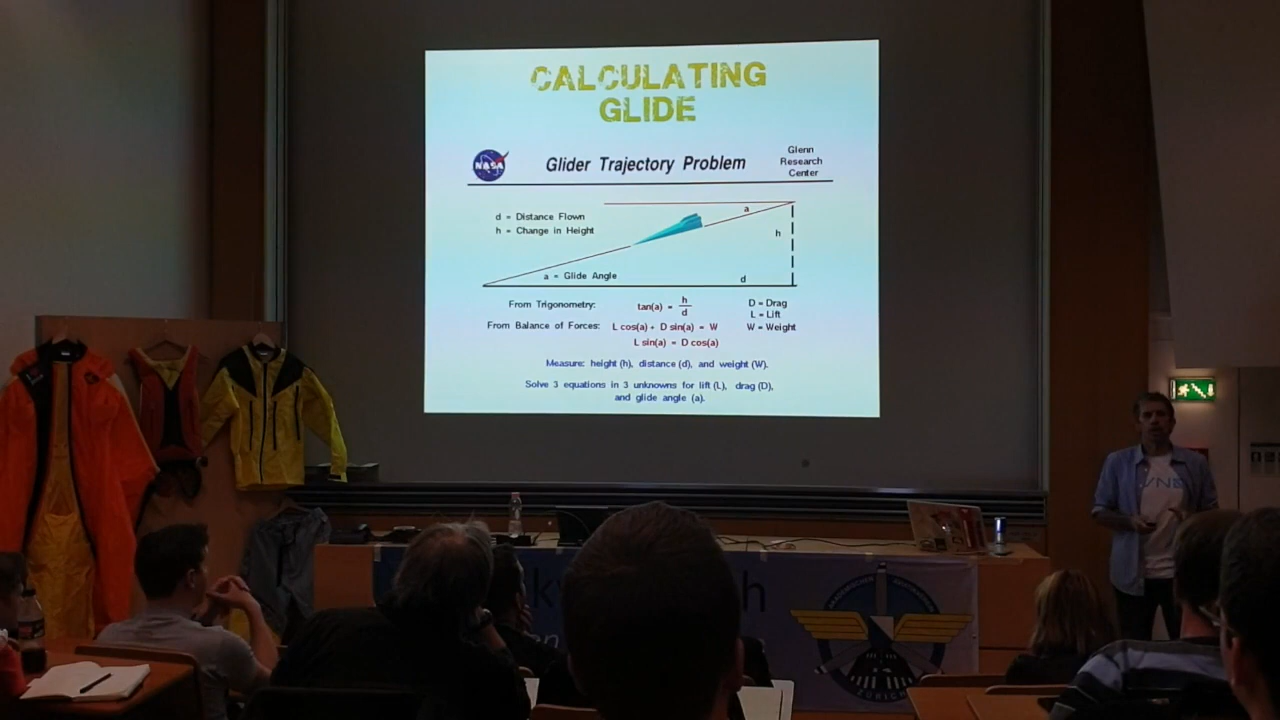 CALCULATING
GLIDE
NASA
Glider Trajectory Problem
Glenn
Research
Center
d = Distance Flown
h = Change in Height
a
h
a = Glide Angle
d
From Trigonometry:
tan(a) = h/d
D = Drag
L = Lift
W = Weight
From Balance of Forces:
L cos(a) + D sin(a) = W
L sin(a) = D cos(a)
Measure: height (h), distance (d), and weight (W).
Solve 3 equations in 3 unknowns for lift (L), drag (D),
and glide angle (a).
ZÜRICH